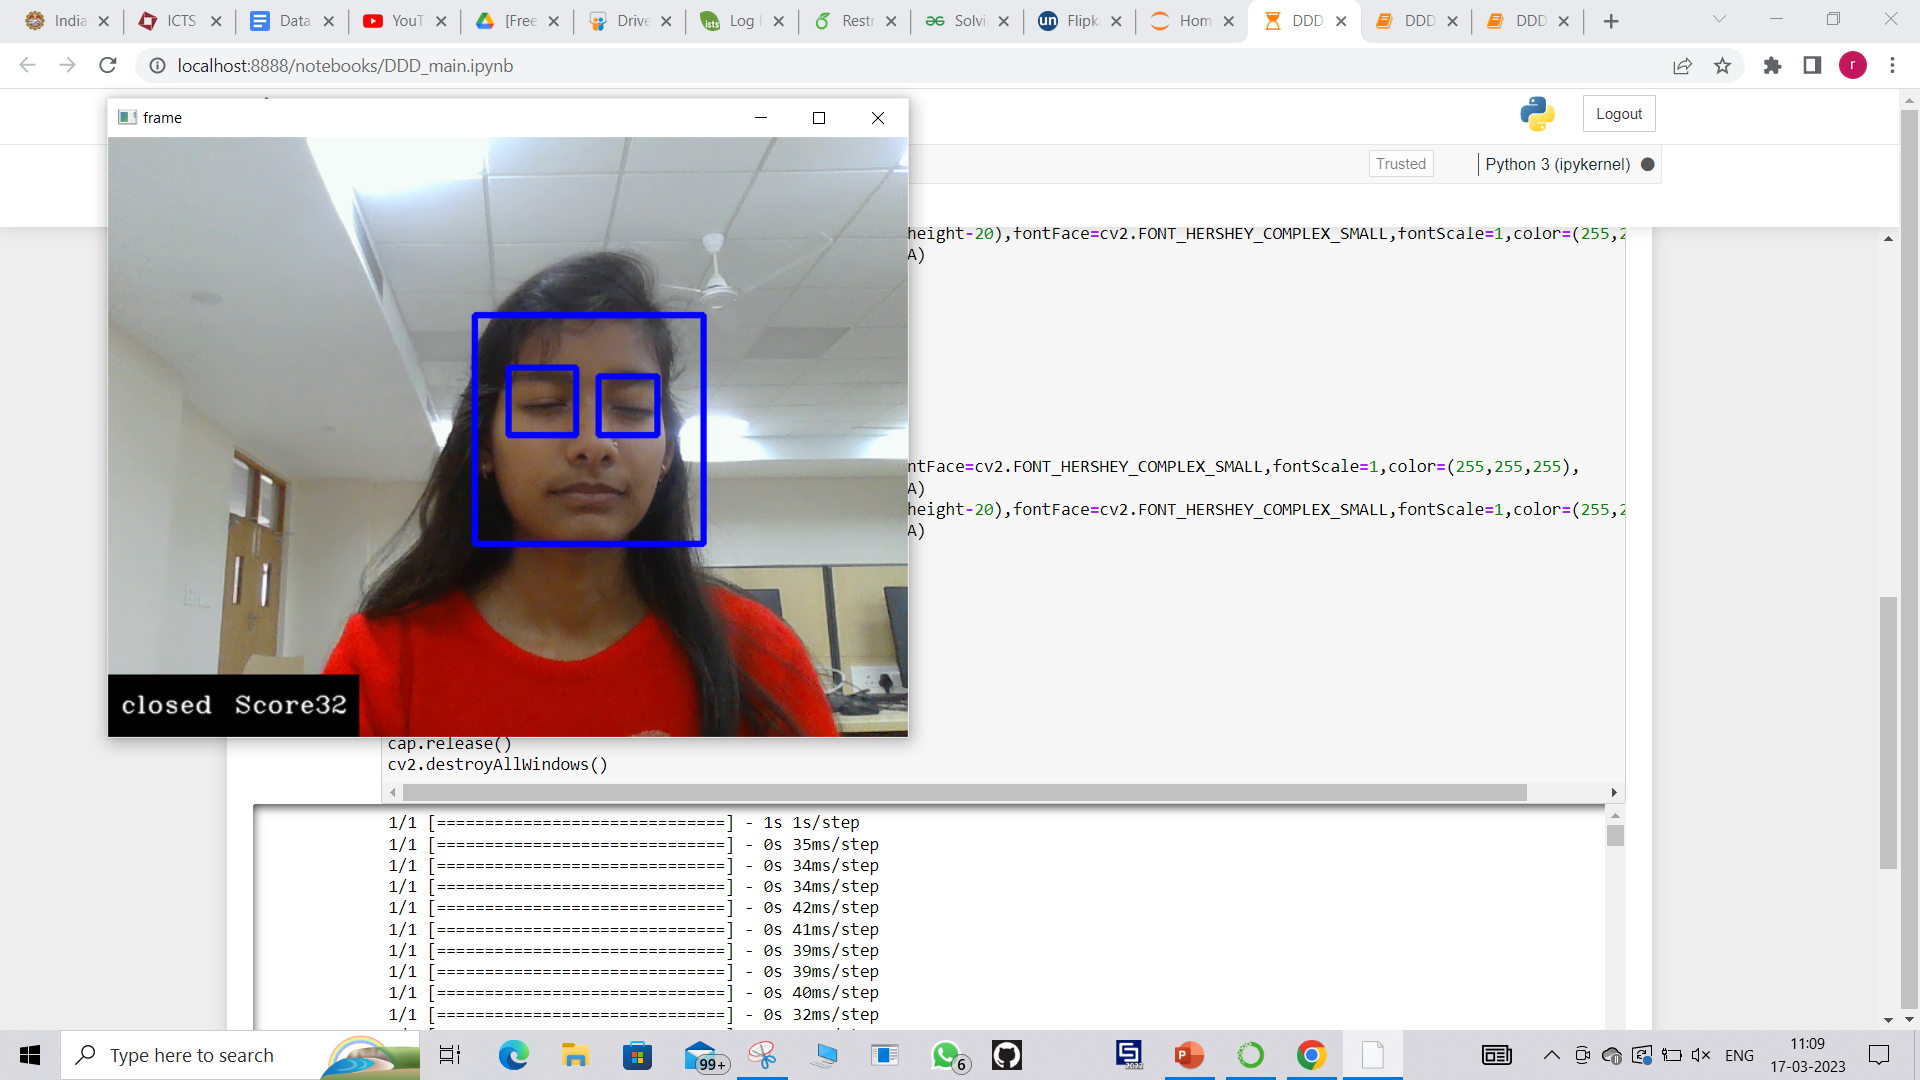 India
ICTS
Data
YouT
[Free
Drive
Log
Restr
Solvi
Flipk
Hom
DDD
DDD
DDD
localhost:8888/notebooks/DDD_main.ipynb
r
frame
Logout
Trusted
Python 3 (ipykernel)
height-20),fontFace=cv2.FONT_HERSHEY_COMPLEX_SMALL,fontScale=1,color=(255,2
A)
ntFace=cv2.FONT_HERSHEY_COMPLEX_SMALL,fontScale=1,color=(255,255,255),
A)
height-20),fontFace=cv2.FONT_HERSHEY_COMPLEX_SMALL,fontScale=1,color=(255,2
A)
closed Score32
cap.release()
cv2.destroyAllWindows()
1/1 [==============================] - 1s 1s/step
1/1 [==============================] - 0s 35ms/step
1/1 [==============================] - 0s 34ms/step
1/1 [==============================] - 0s 34ms/step
1/1 [==============================] - 0s 42ms/step
1/1 [==============================] - 0s 41ms/step
1/1 [==============================] - 0s 39ms/step
1/1 [==============================] - 0s 39ms/step
1/1 [==============================] - 0s 40ms/step
1/1 [==============================] - 0s 32ms/step
Type here to search
99+
6
ENG
11:09
17-03-2023